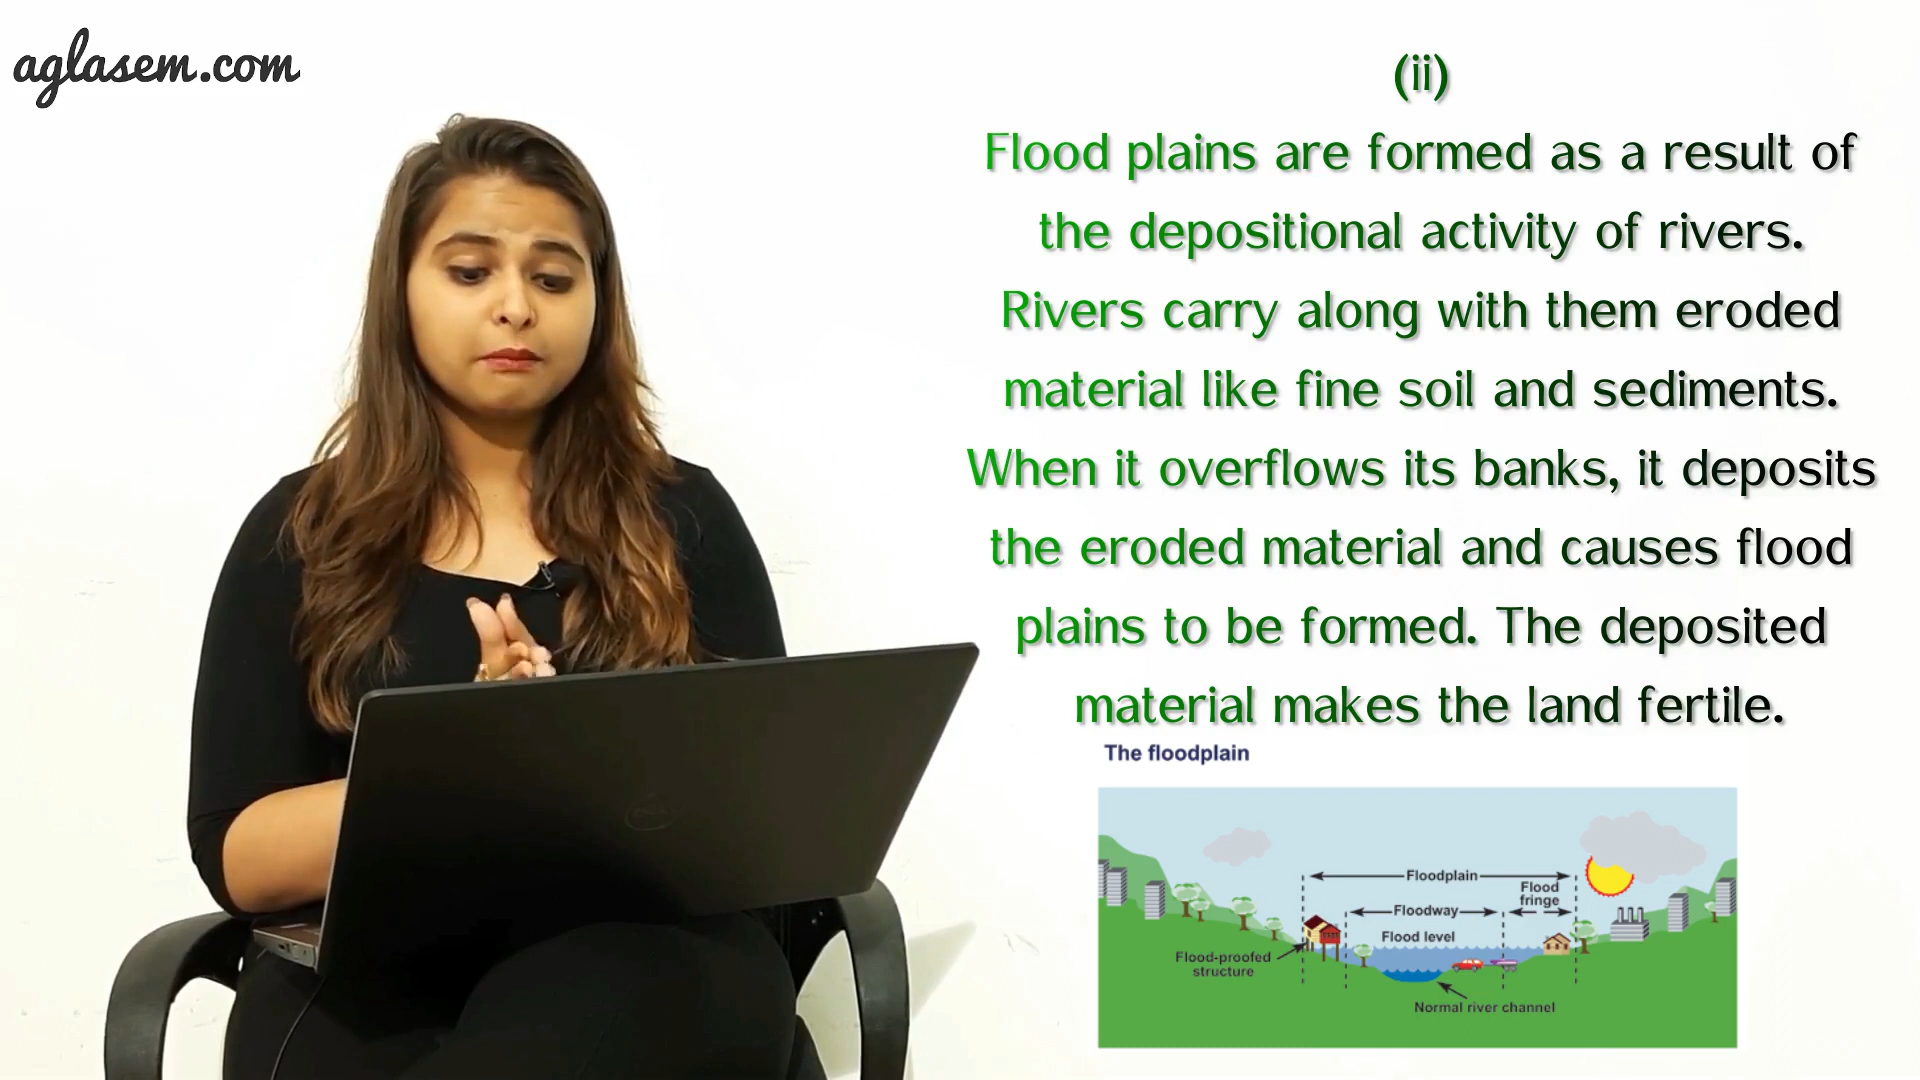 aglasem.com
(ii)
Flood plains are formed as a result of
the depositional activity of rivers.
Rivers carry along with them eroded
material like fine soil and sediments.
When it overflows its banks, it deposits
the eroded material and causes flood
plains to be formed. The deposited
material makes the land fertile.
The floodplain
Floodplain
Flood
fringe
Floodway
Flood level
Flood-proofed
structure
Normal river channel